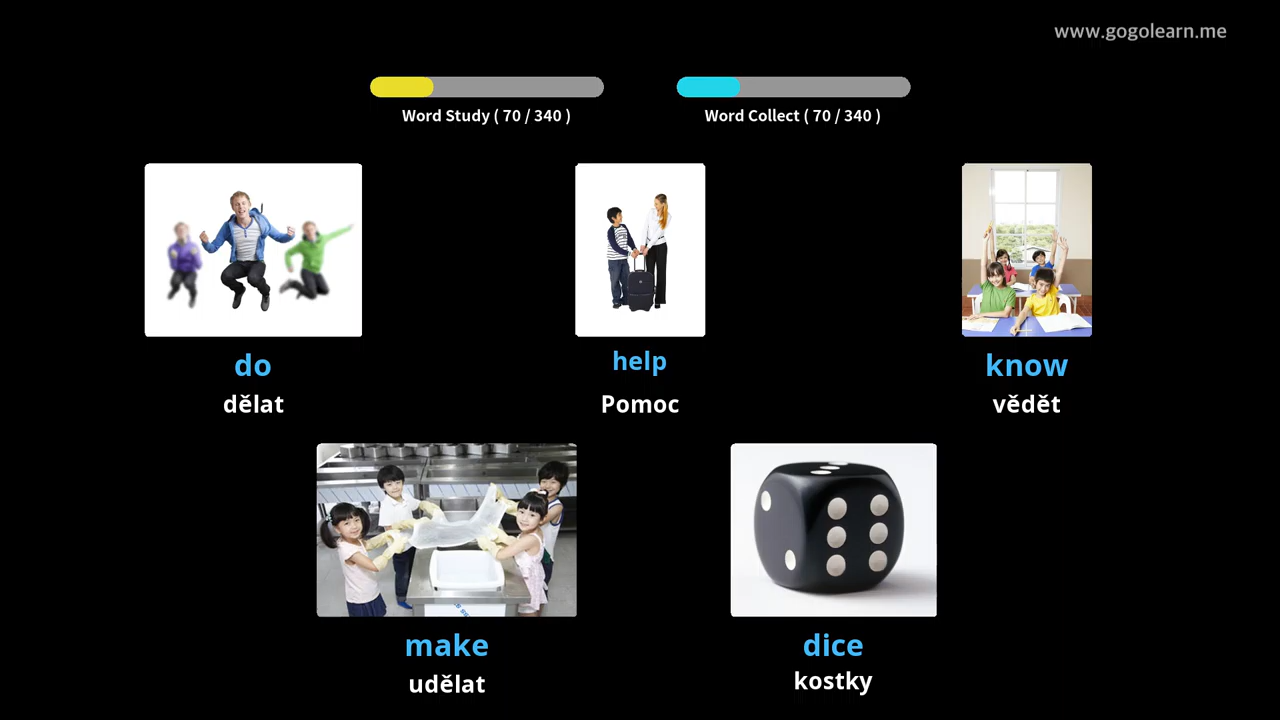 www.gogolearn.me
Word Study ( 70 / 340 )
Word Collect ( 70 / 340 )
do
dělat
help
Pomoc
know
vědět
make
udělat
dice
kostky